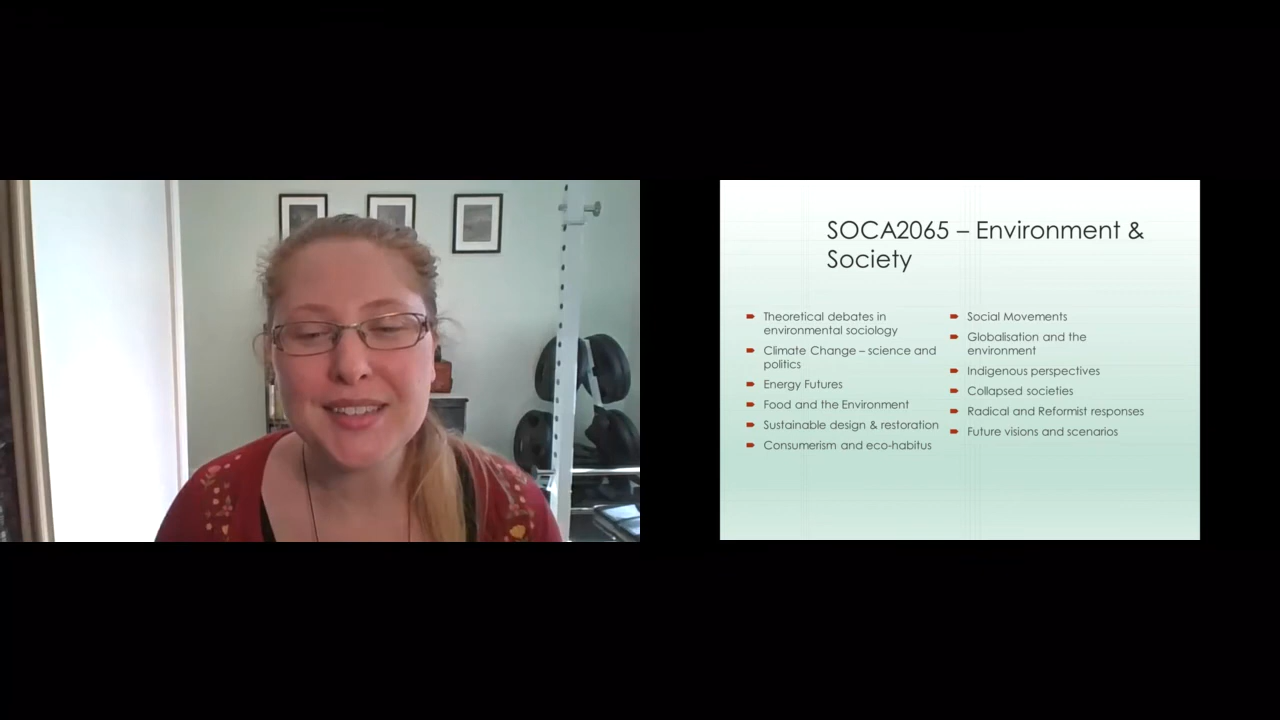 SOCA2065 – Environment &
Society
Theoretical debates in
environmental sociology
Climate Change – science and
politics
Energy Futures
Food and the Environment
Sustainable design & restoration
Consumerism and eco-habitus
Social Movements
Globalisation and the
environment
Indigenous perspectives
Collapsed societies
Radical and Reformist responses
Future visions and scenarios